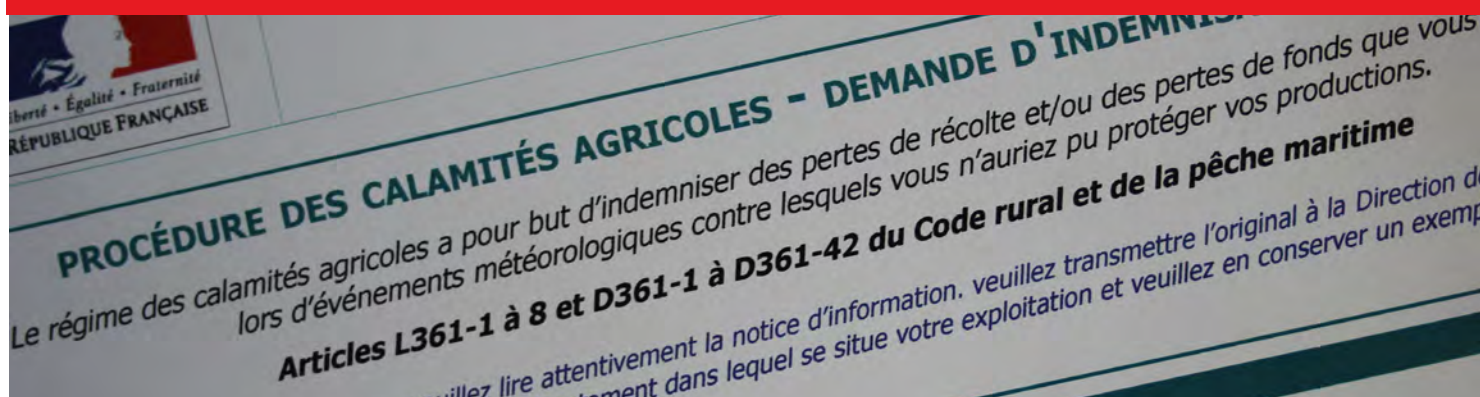 Liberté • Égalité • Fraternité
RÉPUBLIQUE FRANÇAISE
PROCÉDURE DES CALAMITÉS AGRICOLES - DEMANDE
Le régime des calamités agricoles a pour but d'indemniser des pertes de récolte et/ou des pertes de fonds que vous
lors d'événements météorologiques contre lesquels vous n'auriez pu protéger vos productions.
Articles L361-1 à 8 et D361-1 à D361-42 du Code rural et de la pêche maritime
lire attentivement la notice d'information. veuillez transmettre l'original à la Direction
dans lequel se situe votre exploitation et veuillez en conserver un